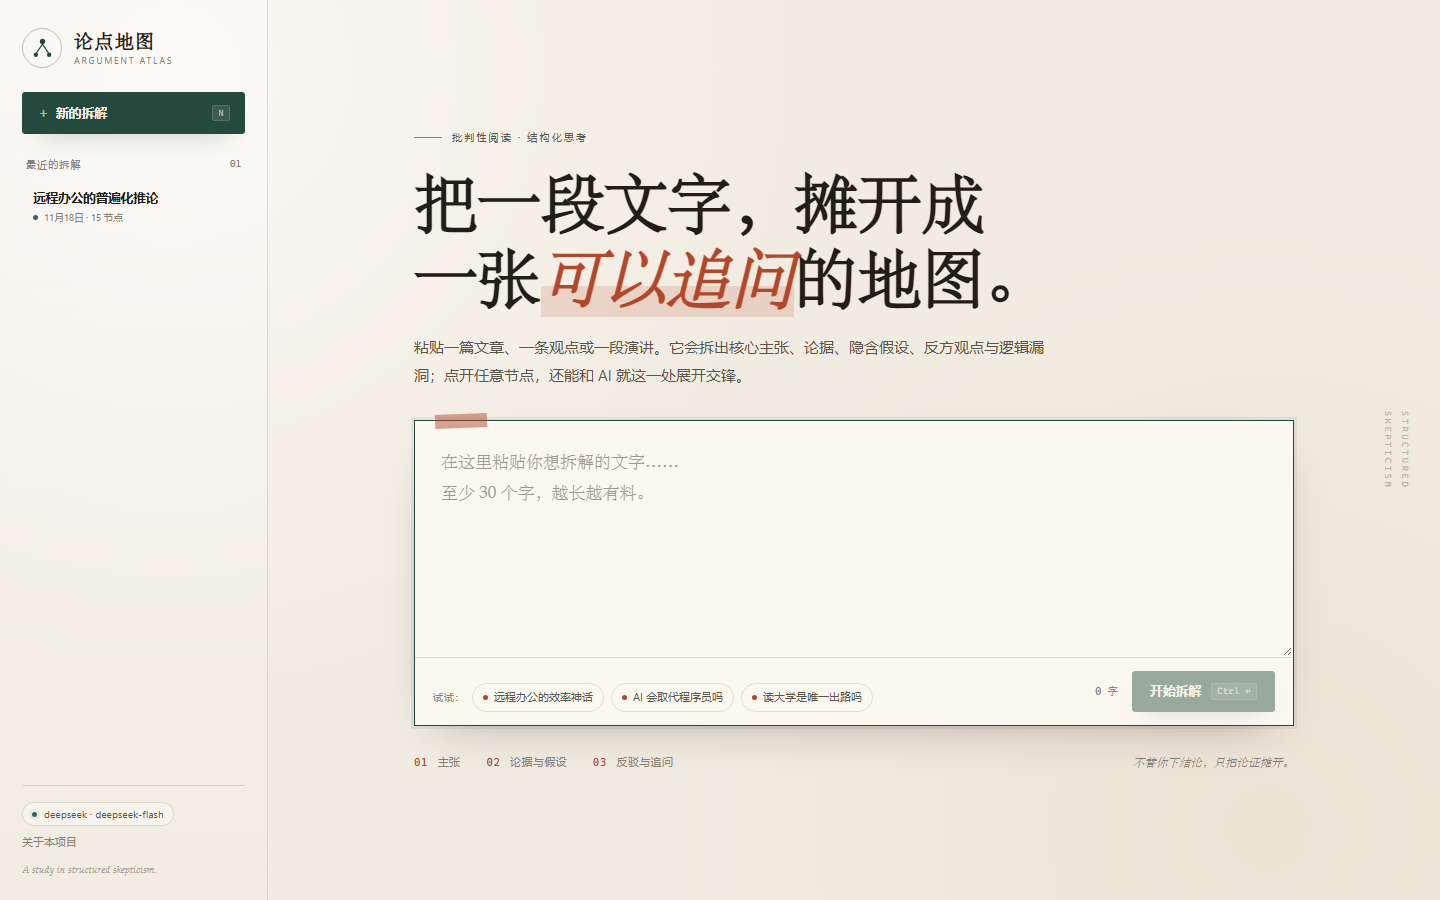 论点地图
ARGUMENT ATLAS
+ 新的拆解 N
最近的拆解 01
远程办公的普遍化推论
11月18日 · 15 节点
deepseek · deepseek-flash
关于本项目
A study in structured skepticism.
批判性阅读 · 结构化思考
把一段文字，摊开成
一张可以追问的地图。
粘贴一篇文章、一条观点或一段演讲。它会拆出核心主张、论据、隐含假设、反方观点与逻辑漏
洞；点开任意节点，还能和 AI 就这一处展开交锋。
在这里粘贴你想拆解的文字……
至少 30 个字，越长越有料。
试试： 远程办公的效率神话 AI 会取代程序员吗 读大学是唯一出路吗 0 字 开始拆解 Ctrl ⏎
01 主张 02 论据与假设 03 反驳与追问 不替你下结论，只把论证摊开。
STRUCTURED
SKEPTICISM